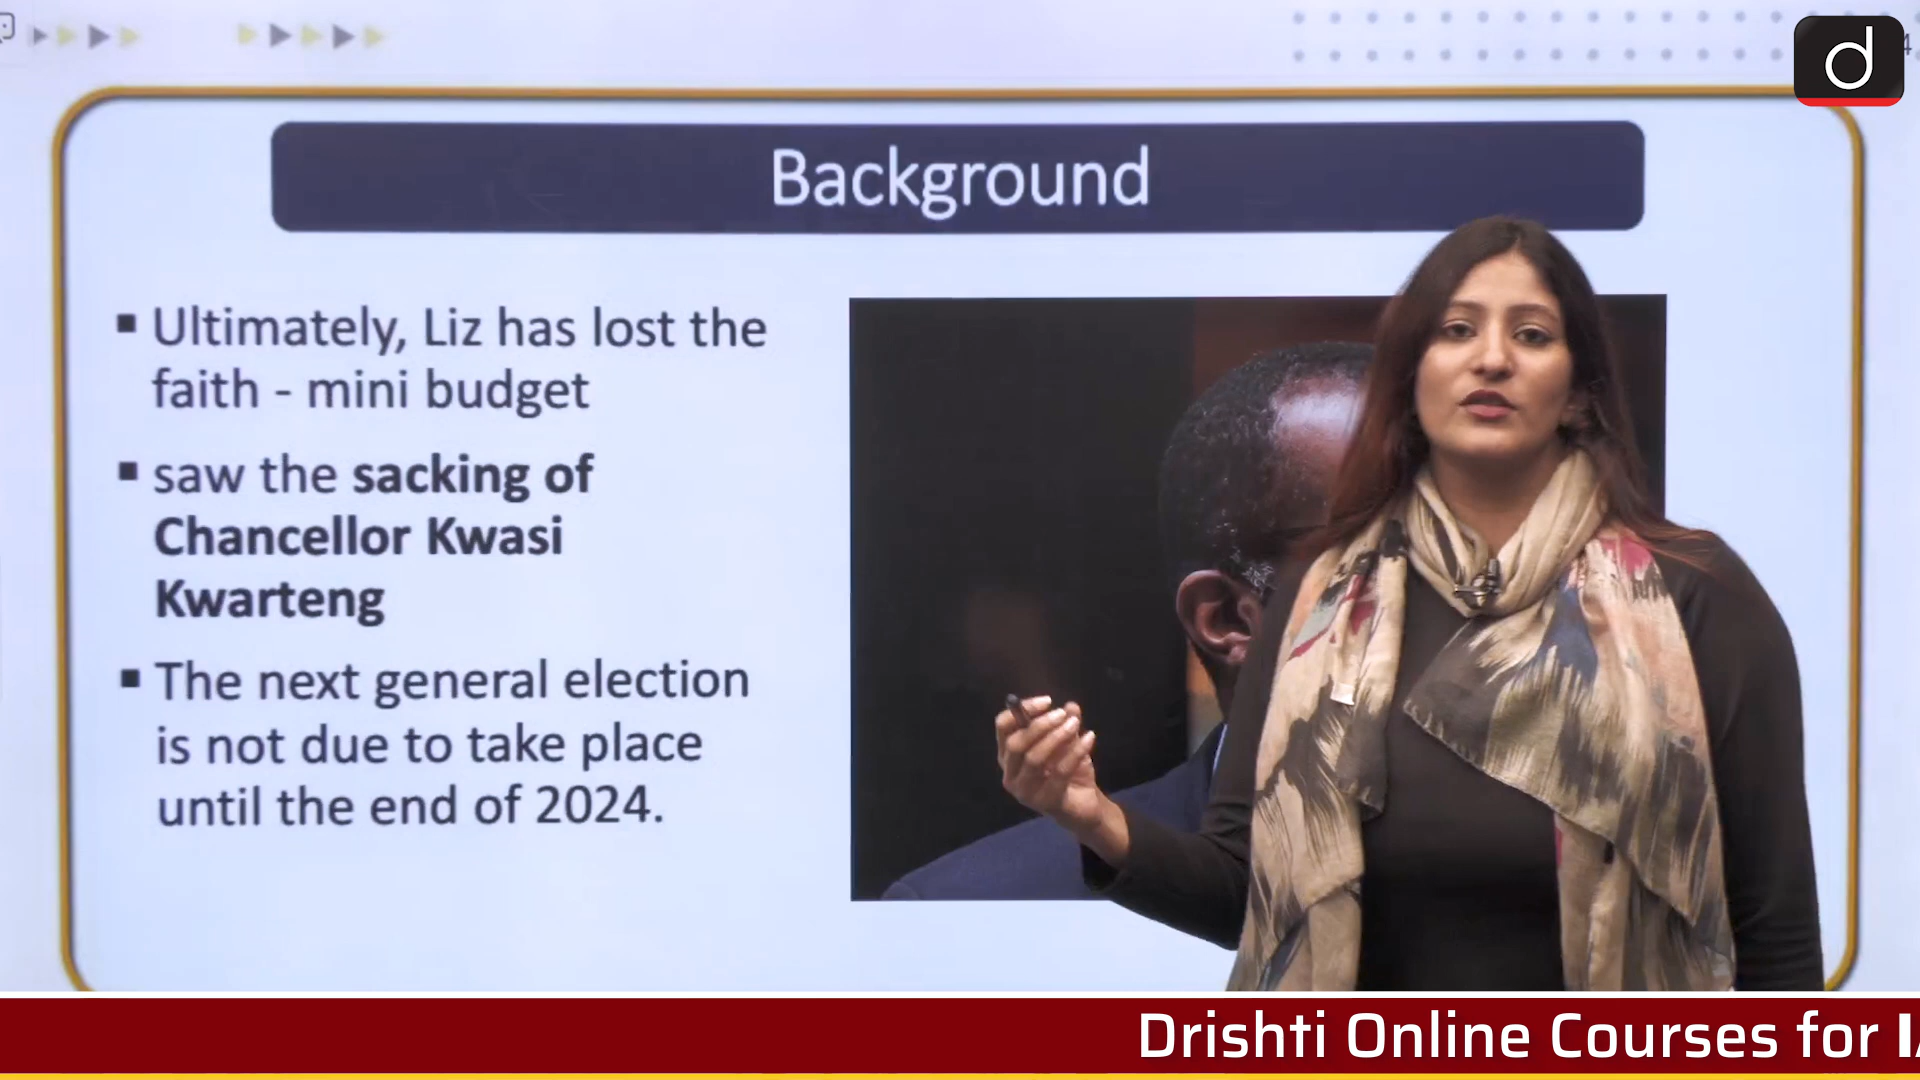 Background
▪ Ultimately, Liz has lost the
faith - mini budget
▪ saw the sacking of
Chancellor Kwasi
Kwarteng
▪ The next general election
is not due to take place
until the end of 2024.
d
Drishti Online Courses for